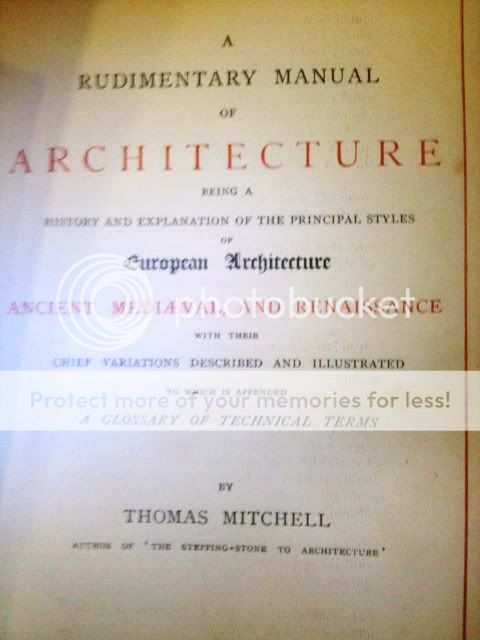 A
RUDIMENTARY MANUAL
OF
ARCHITECTURE
BEING A
HISTORY AND EXPLANATION OF THE PRINCIPAL STYLES
OF
European Architecture
ANCIENT, MEDIÆVAL, AND RENAISSANCE
photobucket
WITH THEIR
CHIEF VARIATIONS DESCRIBED AND ILLUSTRATED
TO WHICH IS APPENDED
Protect more of your memories for less!
A GLOSSARY OF TECHNICAL TERMS
BY
THOMAS MITCHELL
AUTHOR OF 'THE STEPPING-STONE TO ARCHITECTURE'